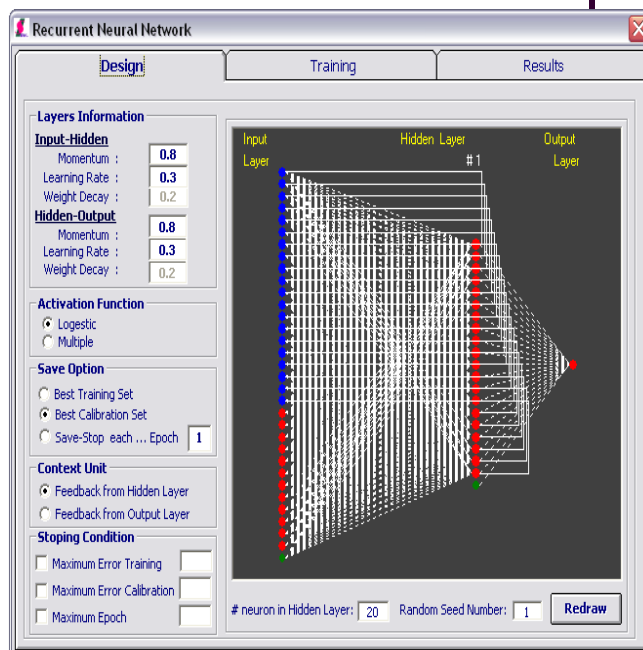 Recurrent Neural Network
Design
Training
Results
Layers Information
Input-Hidden
Momentum : 0.8
Learning Rate : 0.3
Weight Decay : 0.2
Hidden-Output
Momentum : 0.8
Learning Rate : 0.3
Weight Decay : 0.2
Activation Function
Logestic
Multiple
Save Option
Best Training Set
Best Calibration Set
Save-Stop each ... Epoch 1
Context Unit
Feedback from Hidden Layer
Feedback from Output Layer
Stoping Condition
Maximum Error Training
Maximum Error Calibration
Maximum Epoch
Input Layer
Hidden Layer
#1
Output Layer
# neuron in Hidden Layer: 20 Random Seed Number: 1 Redraw